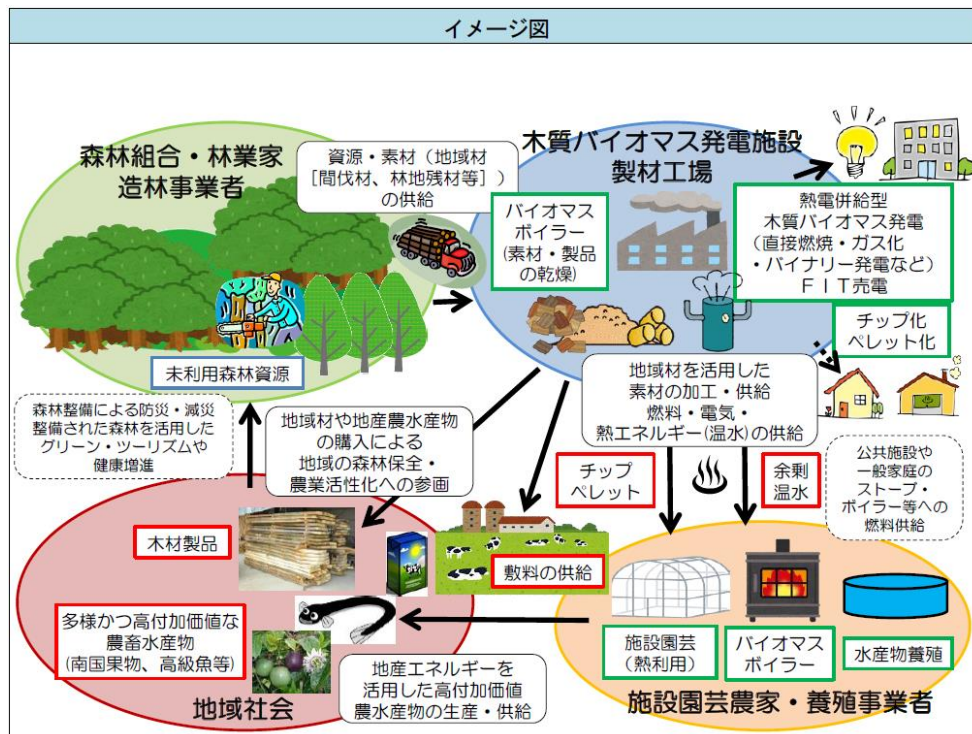 イメージ図
森林組合・林業家
造林事業者
資源・素材（地域材
［間伐材、林地残材等］）
の供給
木質バイオマス発電施設
製材工場
バイオマス
ボイラー
(素材・製品
の乾燥)
熱電併給型
木質バイオマス発電
（直接燃焼・ガス化
・バイナリー発電など）
ＦＩＴ売電
チップ化
ペレット化
未利用森林資源
森林整備による防災・減災
整備された森林を活用した
グリーン・ツーリズムや
健康増進
地域材や地産農水産物
の購入による
地域の森林保全・
農業活性化への参画
地域材を活用した
素材の加工・供給
燃料・電気・
熱エネルギー(温水)の供給
チップ
ペレット
余剰
温水
公共施設や
一般家庭の
ストーブ・
ボイラー等への
燃料供給
木材製品
敷料の供給
多様かつ高付加価値な
農畜水産物
(南国果物、高級魚等)
地産エネルギーを
活用した高付加価値
農水産物の生産・供給
地域社会
施設園芸
（熱利用）
バイオマス
ボイラー
水産物養殖
施設園芸農家・養殖事業者